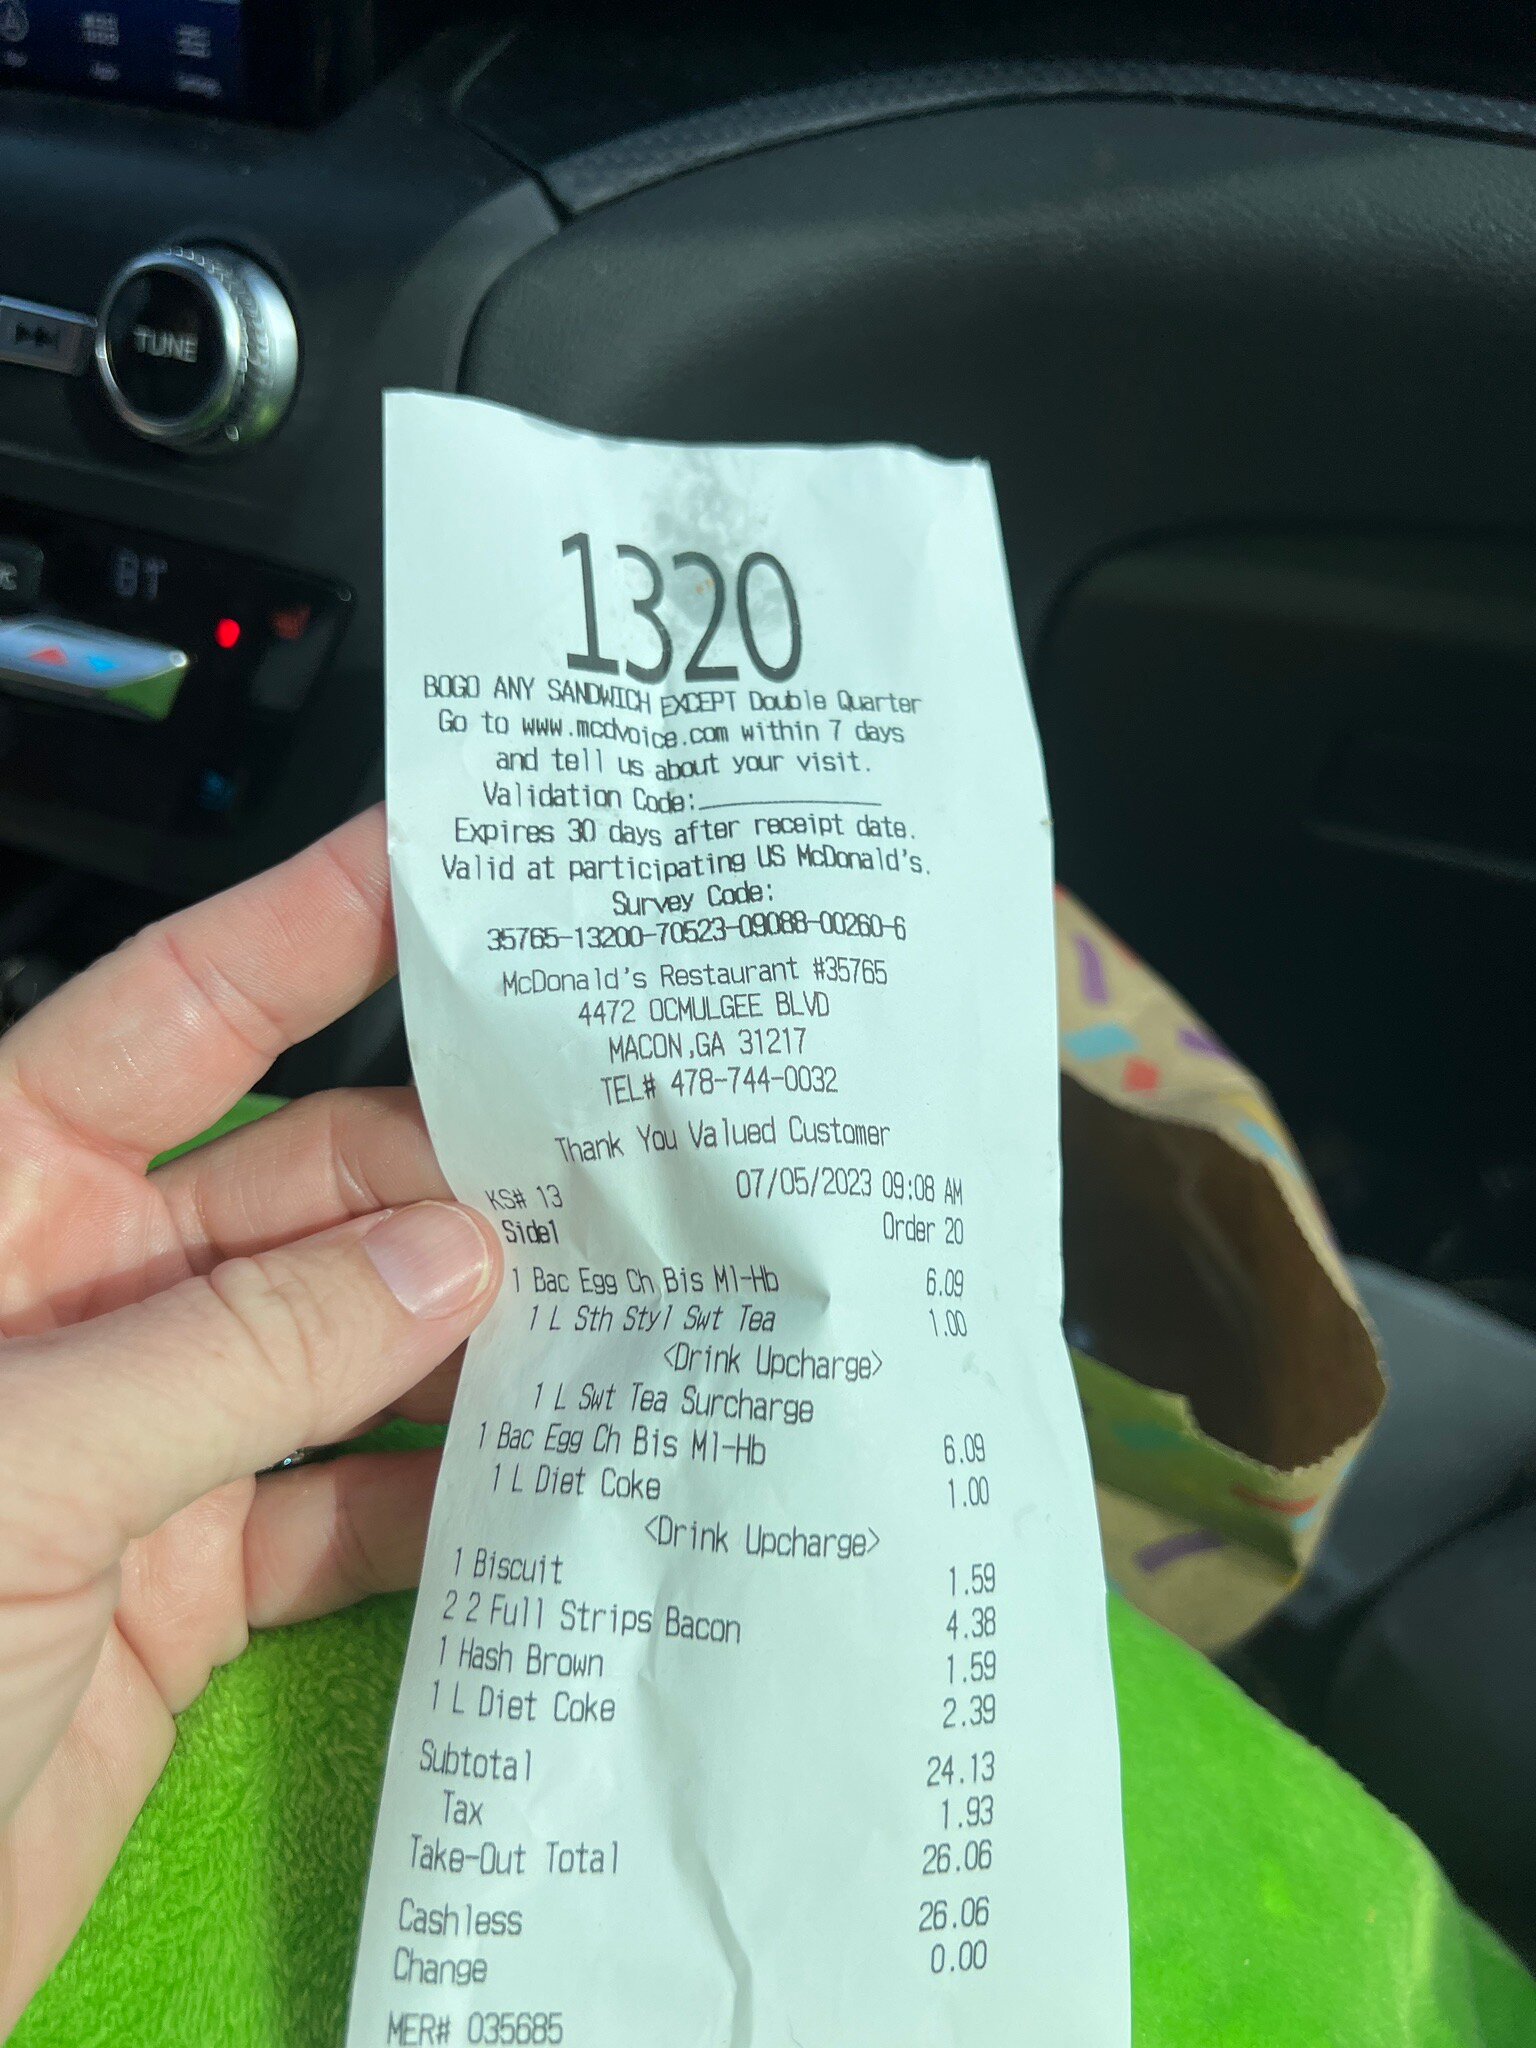 TUNE
1320
BOGO ANY SANDWICH EXCEPT Double Quarter
Go to www.mcdvoice.com within 7 days
and tell us about your visit.
Validation Code:
Expires 30 days after receipt date.
Valid at participating US McDonald's.
Survey Code:
35765-13200-70523-09088-00260-6
McDonald's Restaurant #35765
4472 OCMULGEE BLVD
MACON,GA 31217
TEL# 478-744-0032
Thank You Valued Customer
KS# 13 07/05/2023 09:08 AM
Side1 Order 20
1 Bac Egg Ch Bis Ml-Hb 6.09
1 L Sth Styl Swt Tea 1.00
<Drink Upcharge>
1 L Swt Tea Surcharge
1 Bac Egg Ch Bis Ml-Hb 6.09
1 L Diet Coke 1.00
<Drink Upcharge>
1 Biscuit 1.59
2 2 Full Strips Bacon 4.38
1 Hash Brown 1.59
1 L Diet Coke 2.39
Subtotal 24.13
Tax 1.93
Take-Out Total 26.06
Cashless 26.06
Change 0.00
MER# 035685